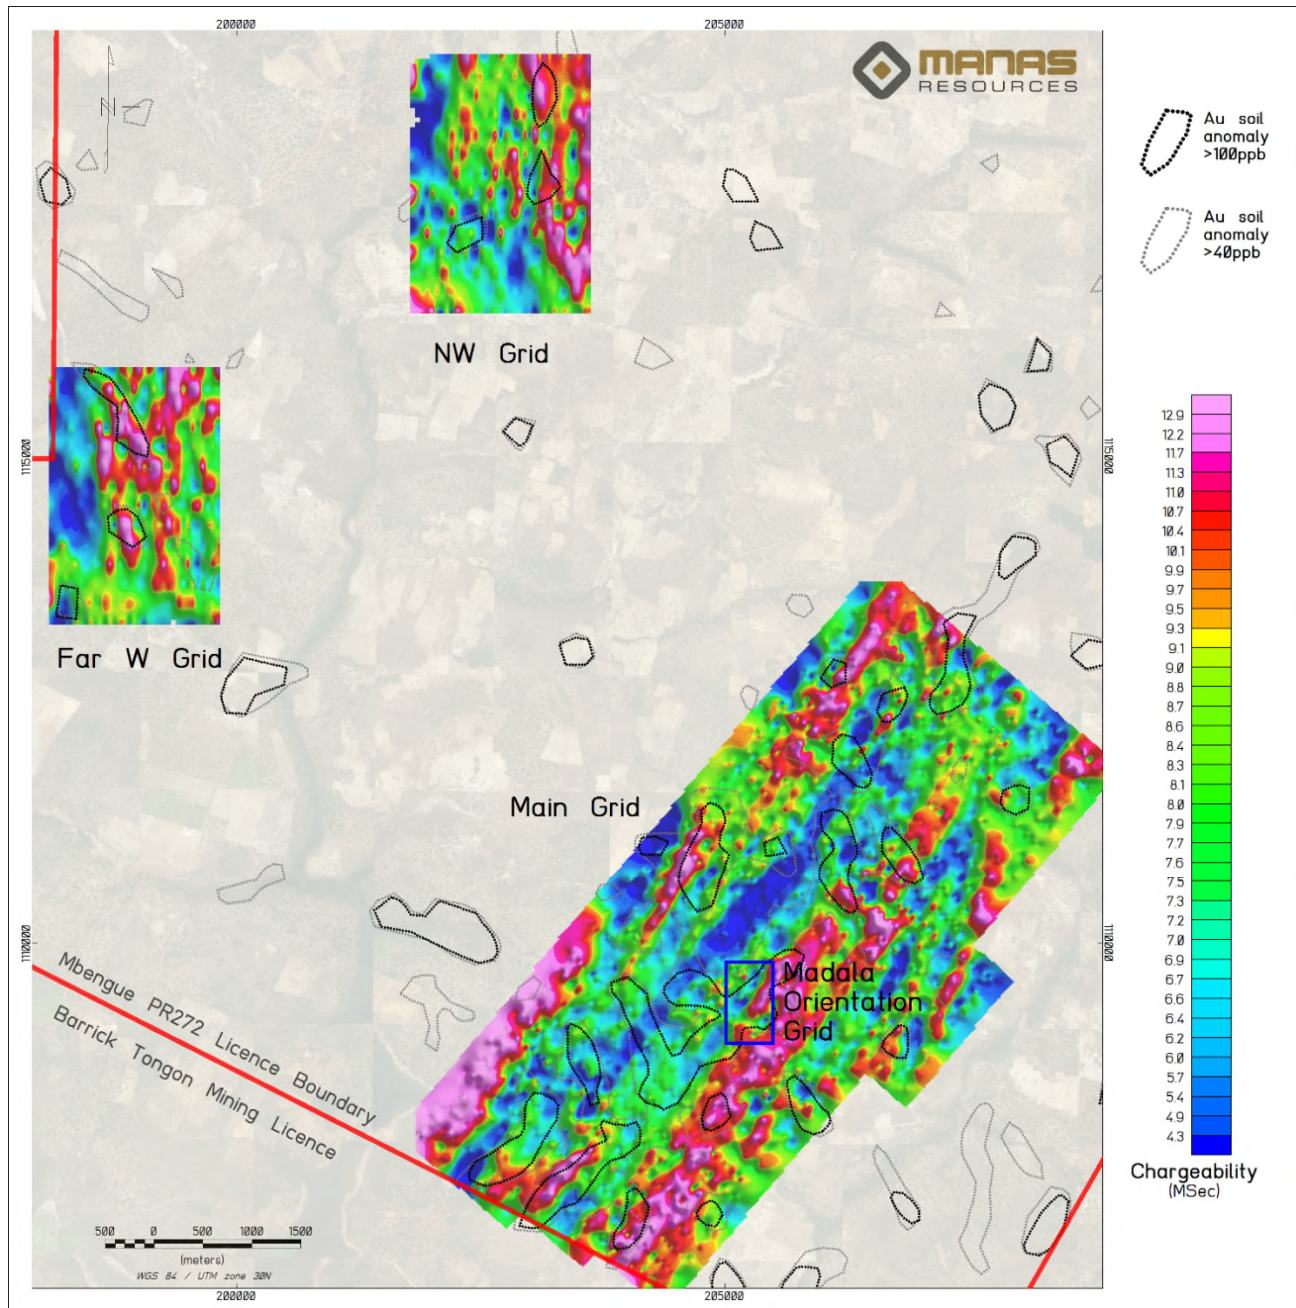 200000
205000
N
MANAS
RESOURCES
Au soil
anomaly
>100ppb
Au soil
anomaly
>40ppb
NW Grid
1115000
1115000
Far W Grid
Main Grid
1110000
1110000
Madala
Orientation
Grid
Mbengue PR272 Licence Boundary
Barrick Tongon Mining Licence
12.9
12.2
11.7
11.3
11.0
10.7
10.4
10.1
9.9
9.7
9.5
9.3
9.1
9.0
8.8
8.7
8.6
8.4
8.3
8.1
8.0
7.9
7.7
7.6
7.5
7.3
7.2
7.0
6.9
6.7
6.6
6.4
6.2
6.0
5.7
5.4
4.9
4.3
Chargeability
(MSec)
500 0 500 1000 1500
(meters)
WGS 84 / UTM zone 30N
200000
205000